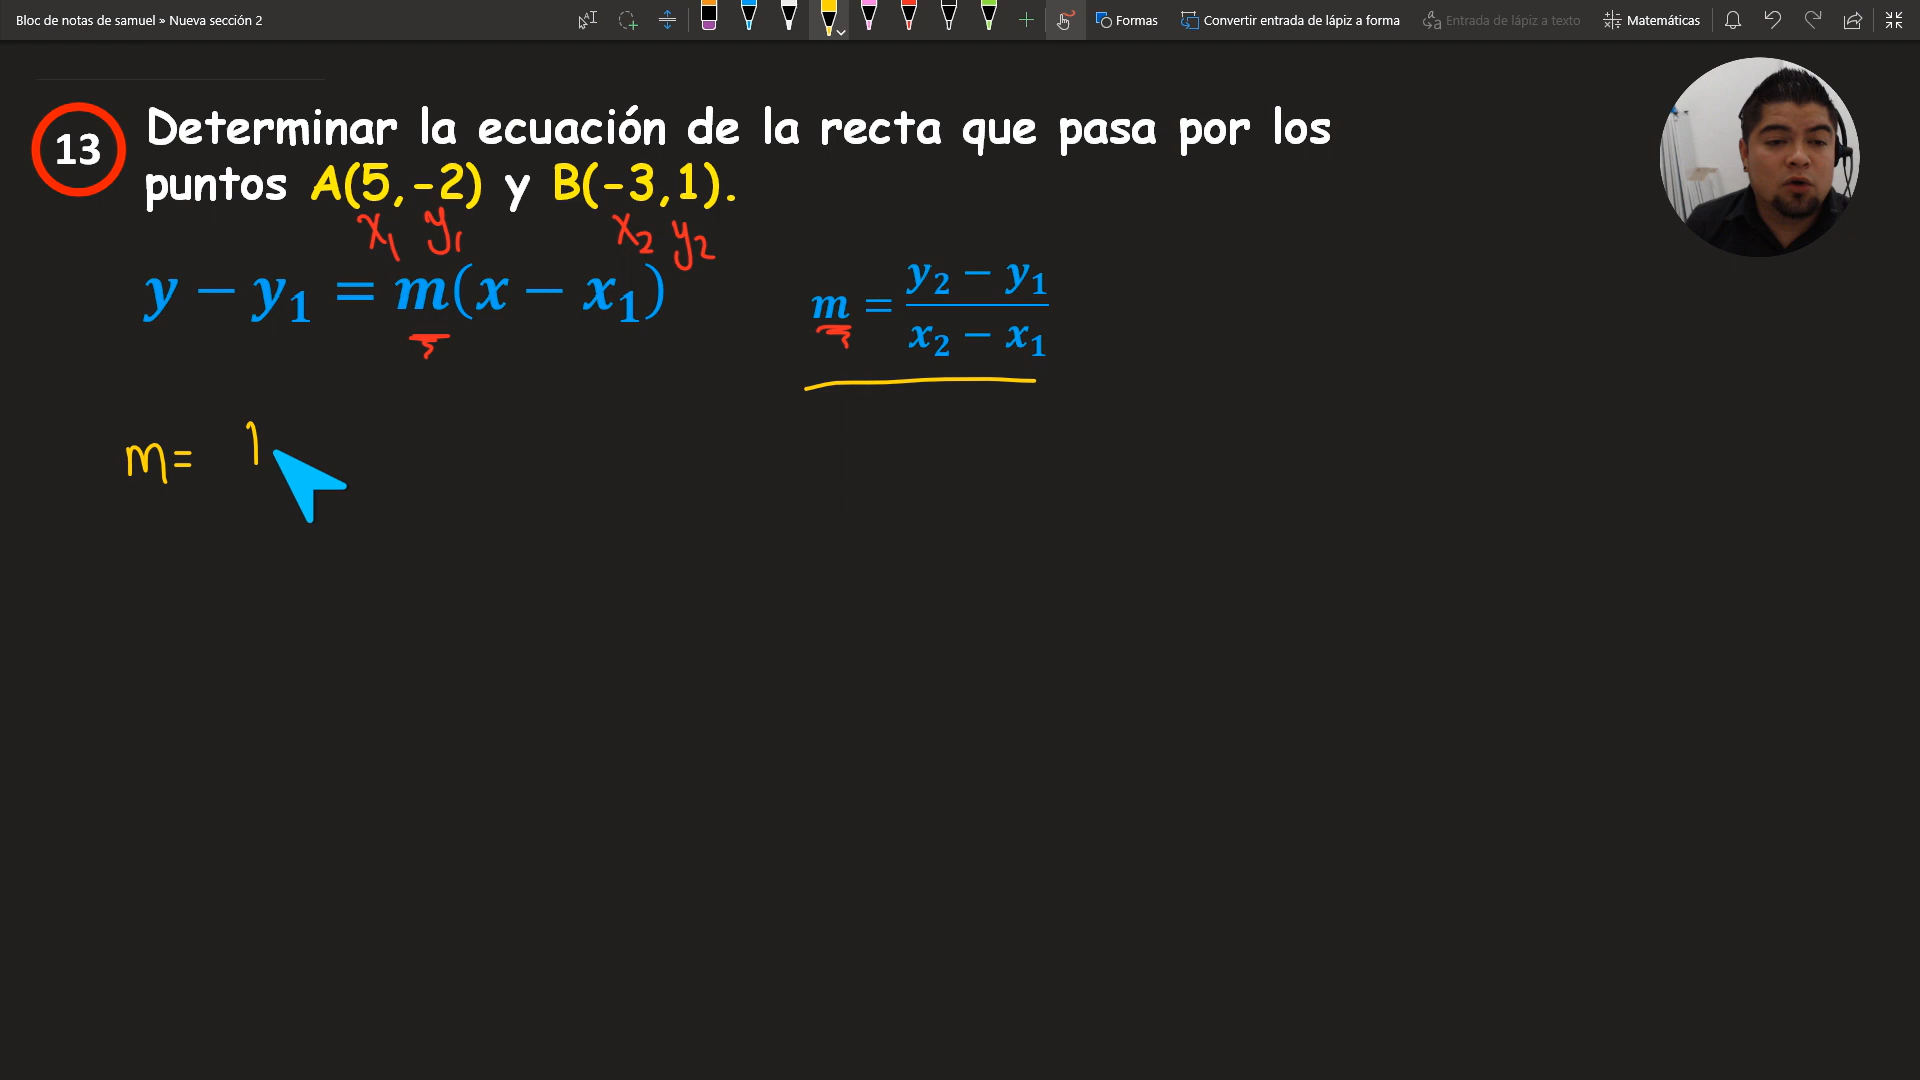 Bloc de notas de samuel » Nueva sección 2
Formas
Convertir entrada de lápiz a forma
Entrada de lápiz a texto
Matemáticas
13
Determinar la ecuación de la recta que pasa por los
puntos A(5,-2) y B(-3,1).
x₁ y₁ x₂ y₂
y − y₁ = m(x − x₁)
m = (y₂ − y₁)/(x₂ − x₁)
m= 1